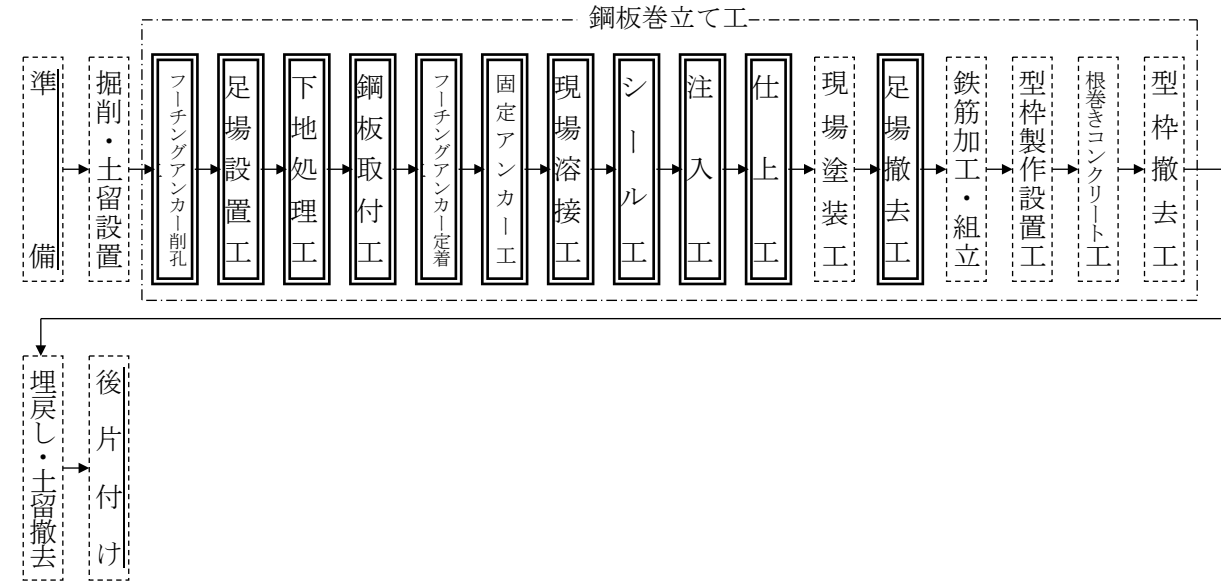 鋼板巻立て工
準備
掘削・土留設置
フーチングアンカー削孔工
足場設置工
下地処理工
鋼板取付工
フーチングアンカー定着工
固定アンカー工
現場溶接工
シール工
注入工
仕上工
現場塗装工
足場撤去工
鉄筋加工・組立
型枠製作設置工
根巻きコンクリート工
型枠撤去工
埋戻し・土留撤去
後片付け